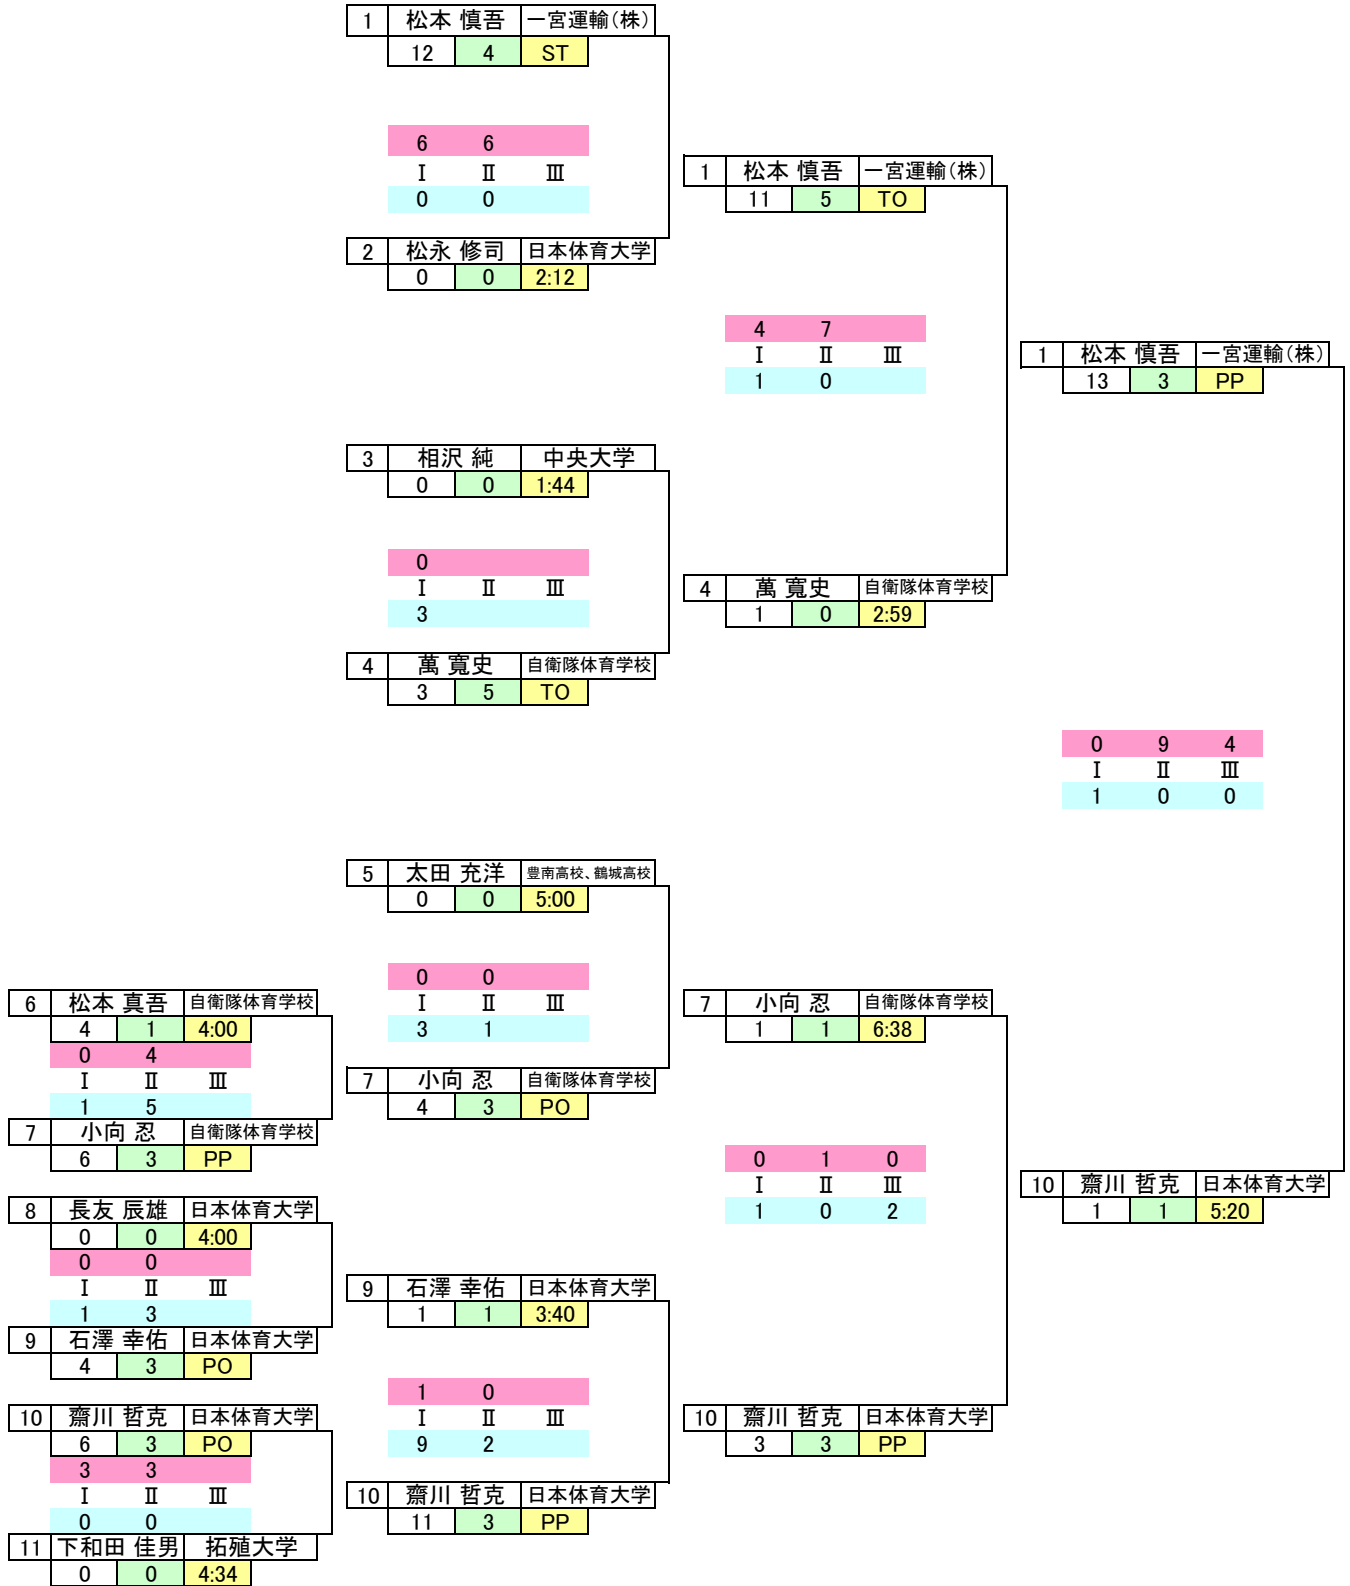 1 松本 慎吾 一宮運輸(株)
12 4 ST
6 6
Ⅰ Ⅱ Ⅲ
0 0
2 松永 修司 日本体育大学
0 0 2:12
3 相沢 純 中央大学
0 0 1:44
0
Ⅰ Ⅱ Ⅲ
3
4 萬 寛史 自衛隊体育学校
3 5 TO
5 太田 充洋 豊南高校、鶴城高校
0 0 5:00
0 0
Ⅰ Ⅱ Ⅲ
3 1
7 小向 忍 自衛隊体育学校
4 3 PO
6 松本 真吾 自衛隊体育学校
4 1 4:00
0 4
Ⅰ Ⅱ Ⅲ
1 5
7 小向 忍 自衛隊体育学校
6 3 PP
8 長友 辰雄 日本体育大学
0 0 4:00
0 0
Ⅰ Ⅱ Ⅲ
1 3
9 石澤 幸佑 日本体育大学
4 3 PO
10 齋川 哲克 日本体育大学
6 3 PO
3 3
Ⅰ Ⅱ Ⅲ
0 0
11 下和田 佳男 拓殖大学
0 0 4:34
9 石澤 幸佑 日本体育大学
1 1 3:40
1 0
Ⅰ Ⅱ Ⅲ
9 2
10 齋川 哲克 日本体育大学
11 3 PP
1 松本 慎吾 一宮運輸(株)
11 5 TO
4 7
Ⅰ Ⅱ Ⅲ
1 0
4 萬 寛史 自衛隊体育学校
1 0 2:59
7 小向 忍 自衛隊体育学校
1 1 6:38
0 1 0
Ⅰ Ⅱ Ⅲ
1 0 2
10 齋川 哲克 日本体育大学
3 3 PP
1 松本 慎吾 一宮運輸(株)
13 3 PP
0 9 4
Ⅰ Ⅱ Ⅲ
1 0 0
10 齋川 哲克 日本体育大学
1 1 5:20